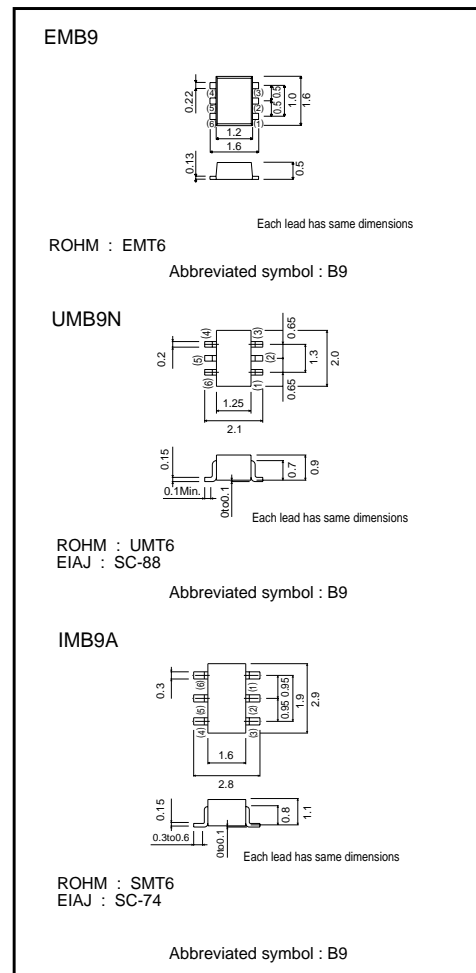 EMB9
0.22
(4)
(3)
(5)
(2)
(6)
(1)
0.5 0.5
1.0
1.6
1.2
1.6
0.13
0.5
Each lead has same dimensions
ROHM : EMT6
Abbreviated symbol : B9
UMB9N
0.2
(4)
(3)
(5)
(2)
(6)
(1)
0.65
1.3
2.0
0.65
1.25
2.1
0.15
0.1Min.
0to0.1
0.7
0.9
Each lead has same dimensions
ROHM : UMT6
EIAJ : SC-88
Abbreviated symbol : B9
IMB9A
0.3
(6)
(1)
(5)
(2)
(4)
(3)
0.95 0.95
1.9
2.9
1.6
2.8
0.15
0.3to0.6
0to0.1
0.8
1.1
Each lead has same dimensions
ROHM : SMT6
EIAJ : SC-74
Abbreviated symbol : B9